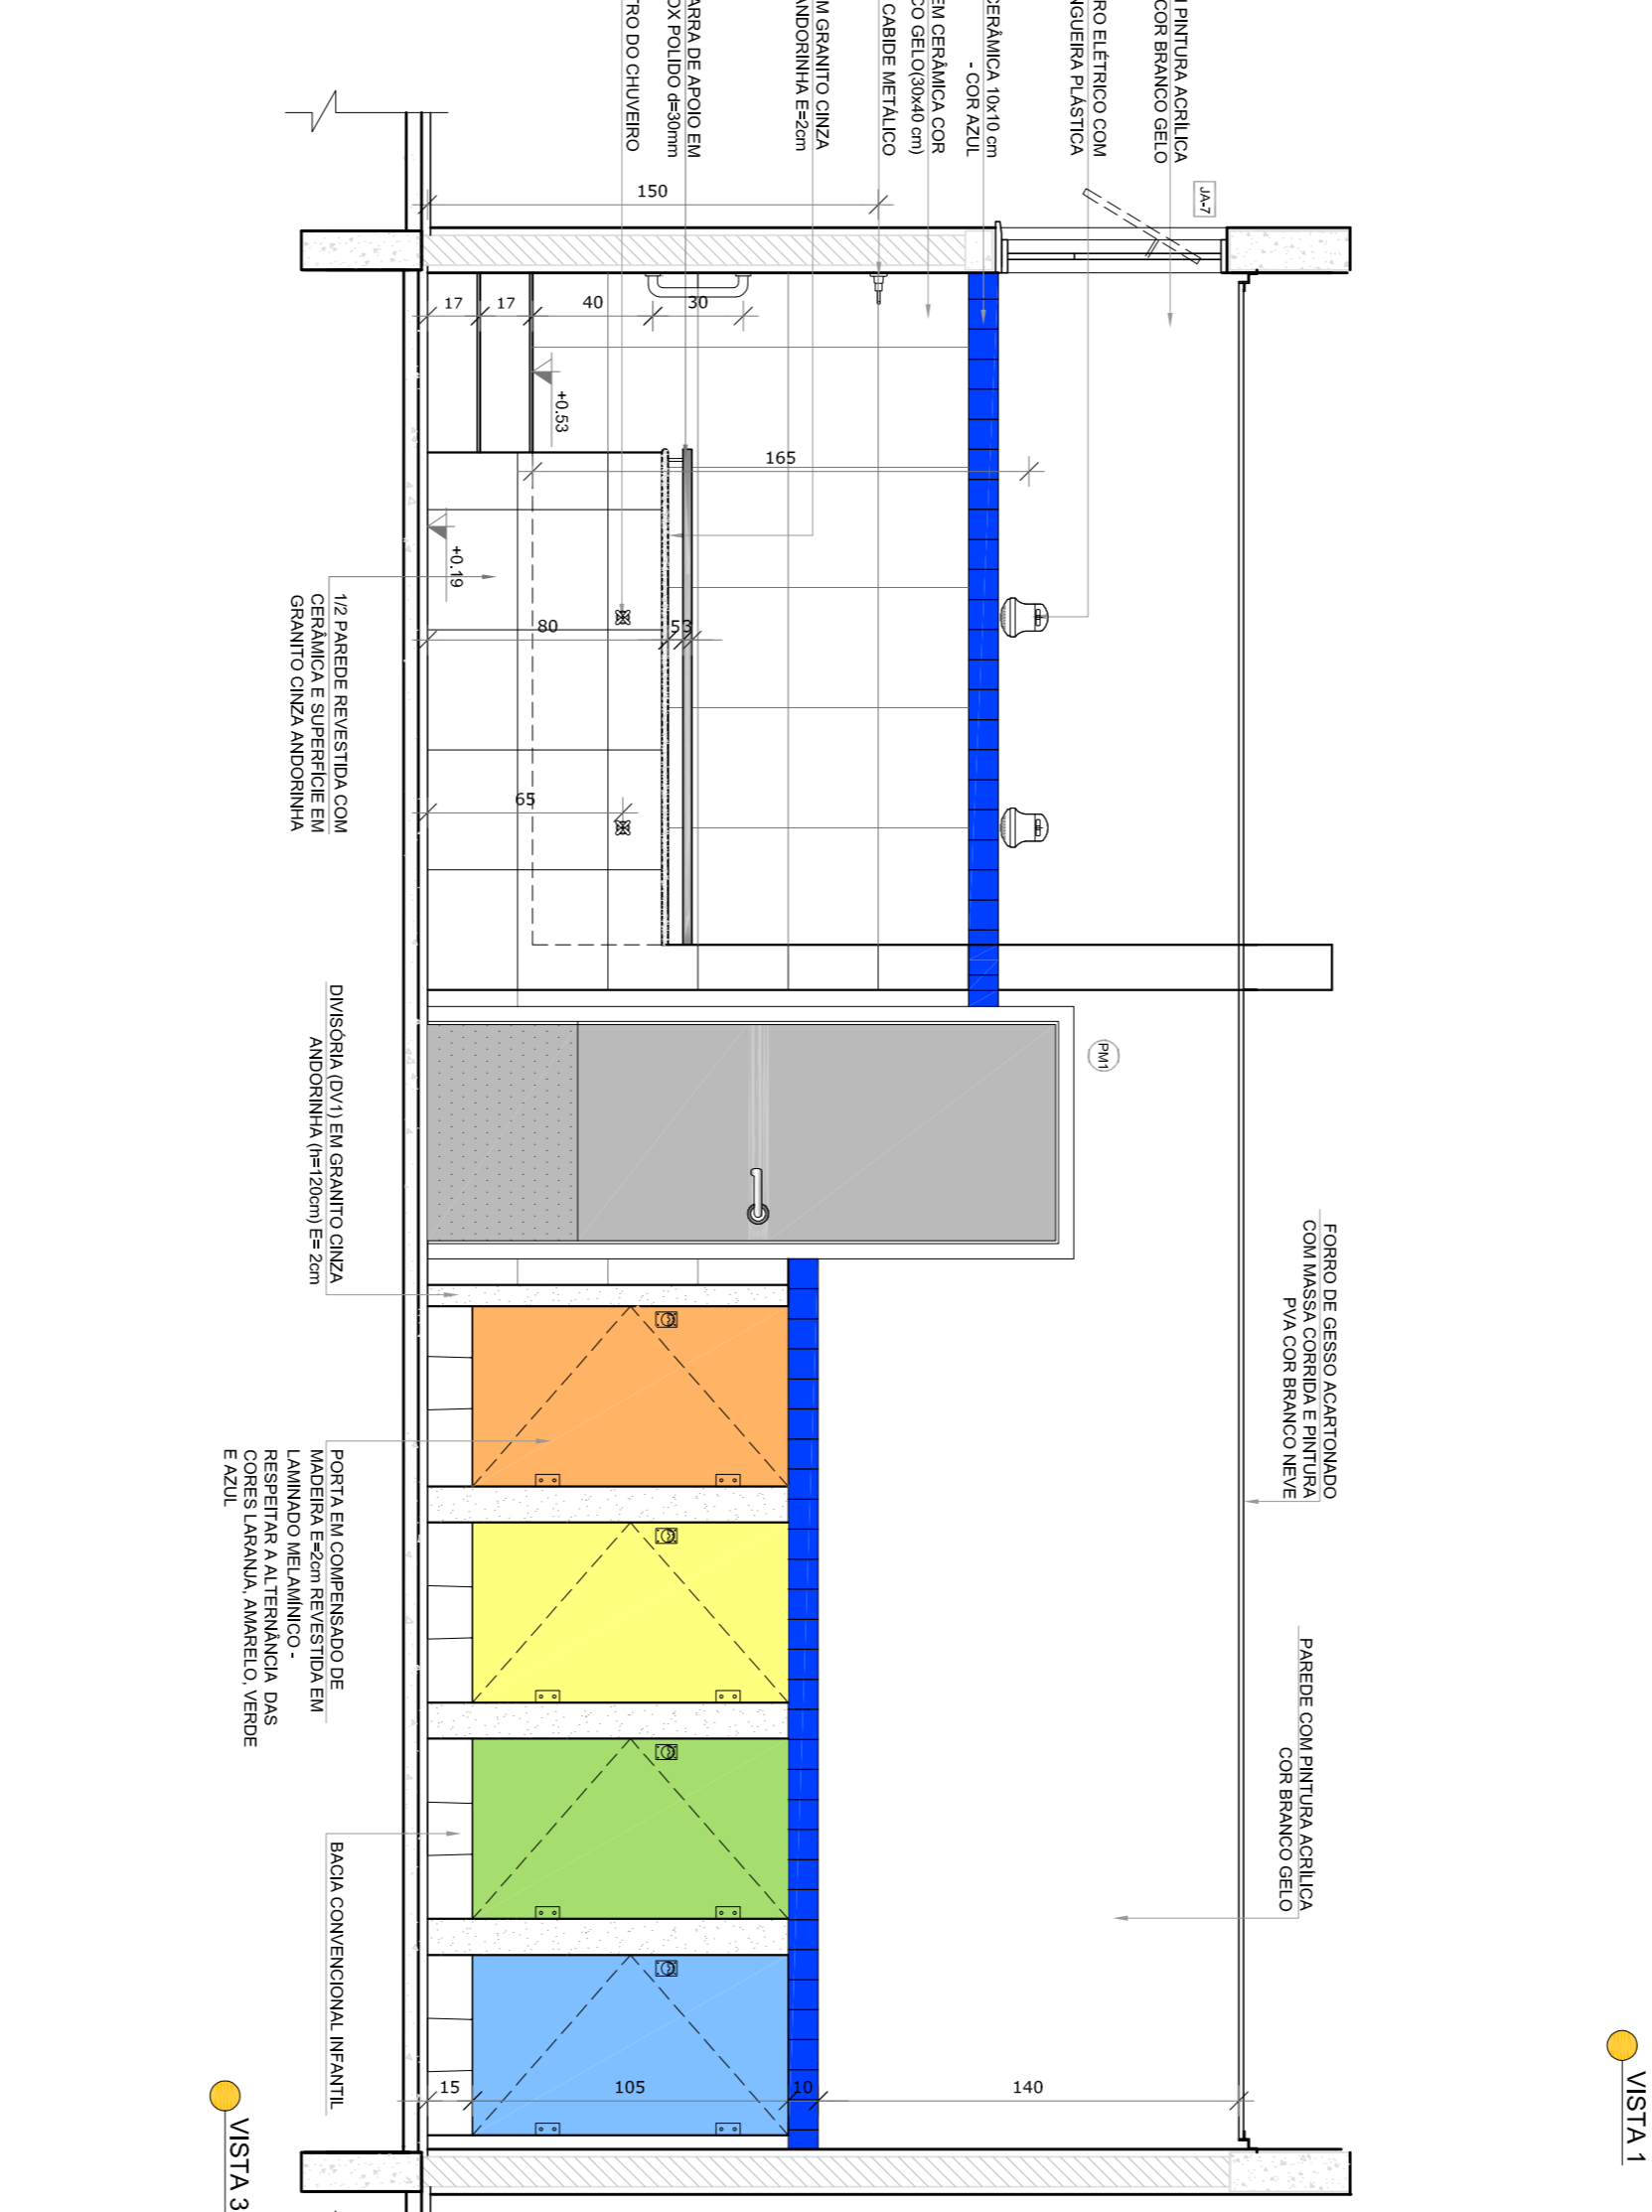 PINTURA ACRÍLICA
COR BRANCO GELO
RO ELÉTRICO COM
NGUEIRA PLÁSTICA
CERÂMICA 10x10 cm
- COR AZUL
EM CERÂMICA COR
CO GELO(30x40 cm)
CABIDE METÁLICO
M GRANITO CINZA
ANDORINHA E=2cm
ARRA DE APOIO EM
OX POLIDO d=30mm
TRO DO CHUVEIRO
JA-7
150
17
17
40
30
+0.53
165
+0.19
80
53
65
1/2 PAREDE REVESTIDA COM
CERÂMICA E SUPERFÍCIE EM
GRANITO CINZA ANDORINHA
PM1
DIVISÓRIA (DV1) EM GRANITO CINZA
ANDORINHA (h=120cm) E= 2cm
FORRO DE GESSO ACARTONADO
COM MASSA CORRIDA E PINTURA
PVA COR BRANCO NEVE
PORTA EM COMPENSADO DE
MADEIRA E=2cm REVESTIDA EM
LAMINADO MELAMÍNICO -
RESPEITAR A ALTERNÂNCIA DAS
CORES LARANJA, AMARELO, VERDE
E AZUL
PAREDE COM PINTURA ACRÍLICA
COR BRANCO GELO
BACIA CONVENCIONAL INFANTIL
15
105
10
140
VISTA 1
VISTA 3